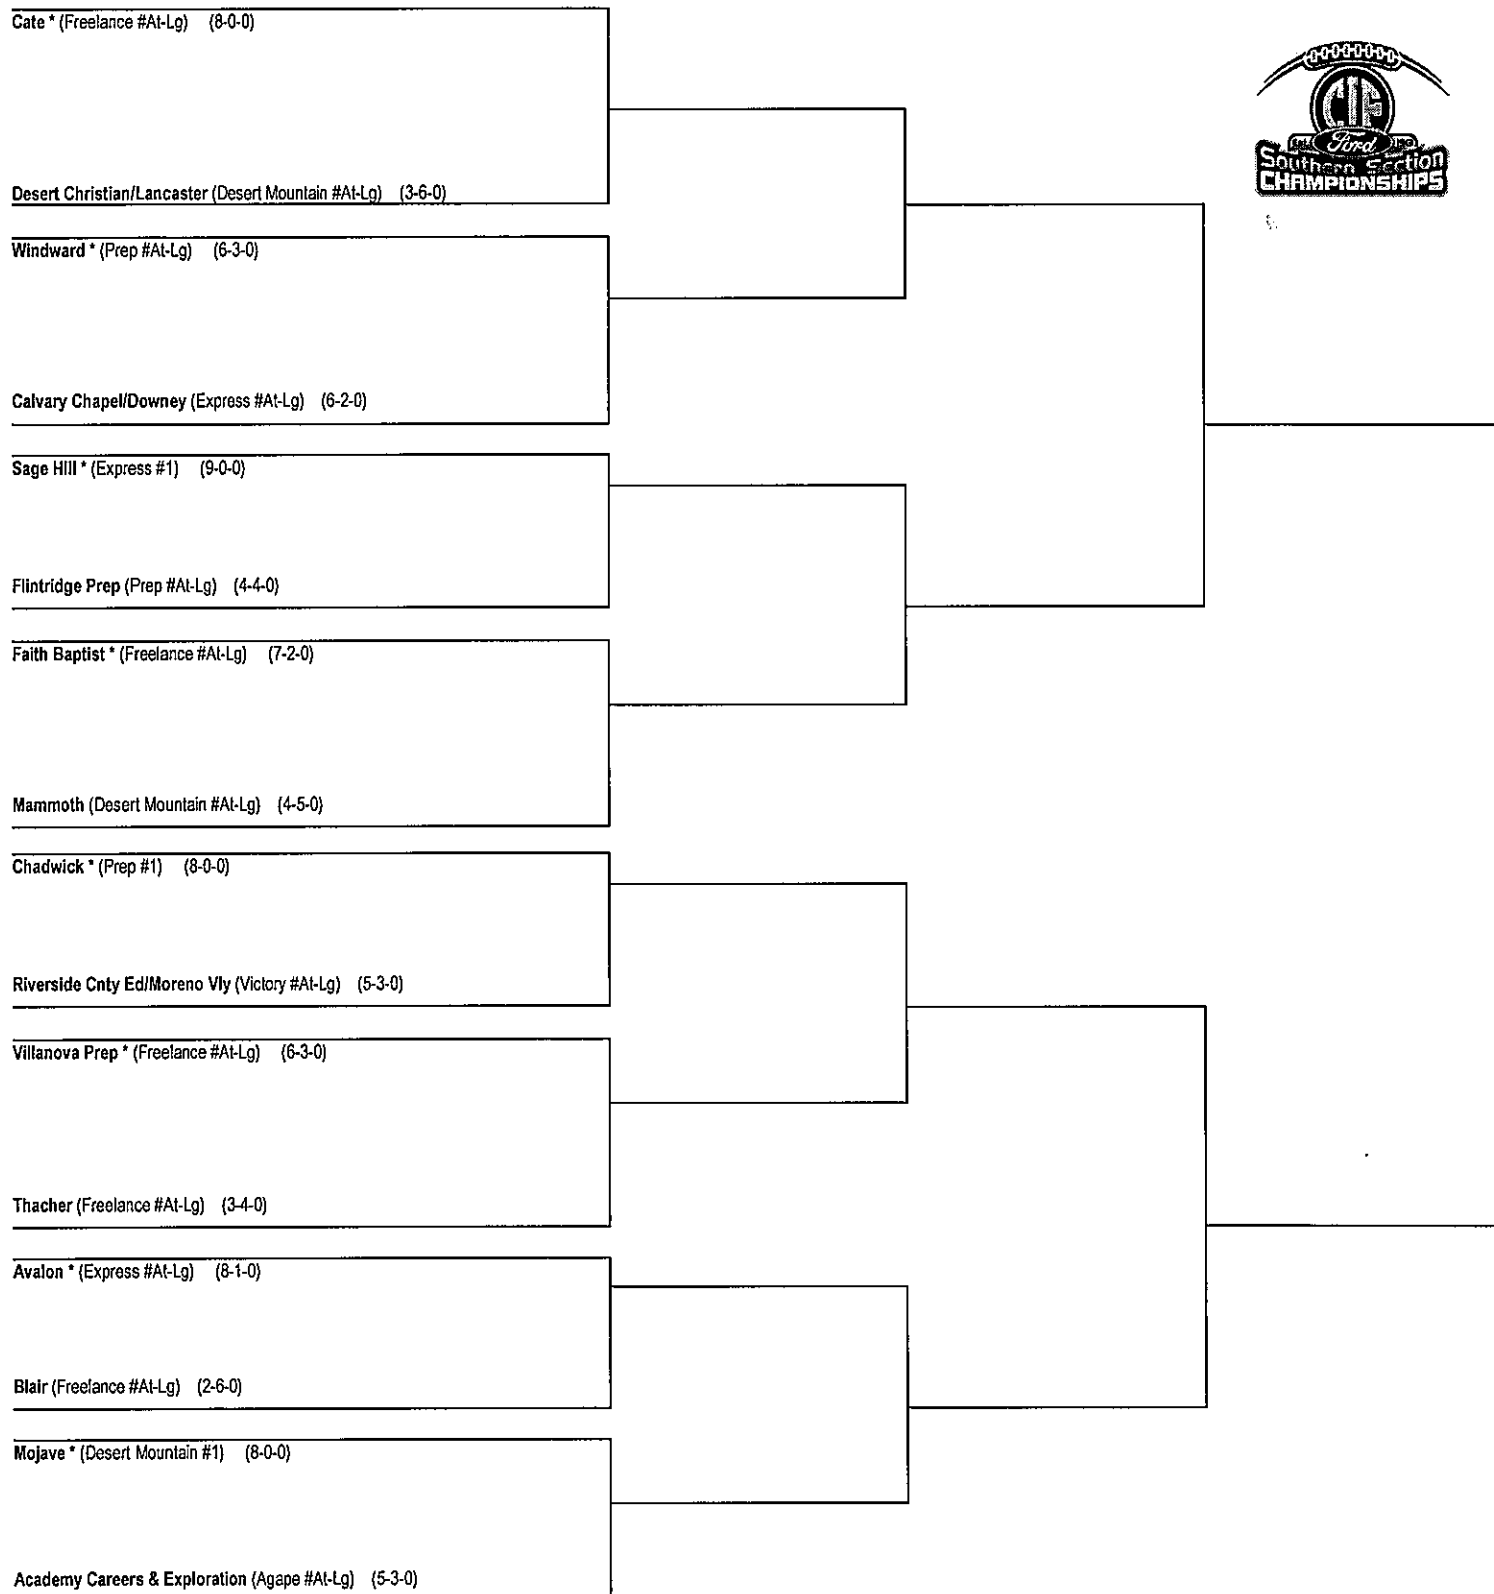 Cate * (Freelance #At-Lg) (8-0-0)
CIF
Ford
Southern Section
CHAMPIONSHIPS
Desert Christian/Lancaster (Desert Mountain #At-Lg) (3-6-0)
Windward * (Prep #At-Lg) (6-3-0)
Calvary Chapel/Downey (Express #At-Lg) (6-2-0)
Sage Hill * (Express #1) (9-0-0)
Flintridge Prep (Prep #At-Lg) (4-4-0)
Faith Baptist * (Freelance #At-Lg) (7-2-0)
Mammoth (Desert Mountain #At-Lg) (4-5-0)
Chadwick * (Prep #1) (8-0-0)
Riverside Cnty Ed/Moreno Vly (Victory #At-Lg) (5-3-0)
Villanova Prep * (Freelance #At-Lg) (6-3-0)
Thacher (Freelance #At-Lg) (3-4-0)
Avalon * (Express #At-Lg) (8-1-0)
Blair (Freelance #At-Lg) (2-6-0)
Mojave * (Desert Mountain #1) (8-0-0)
Academy Careers & Exploration (Agape #At-Lg) (5-3-0)